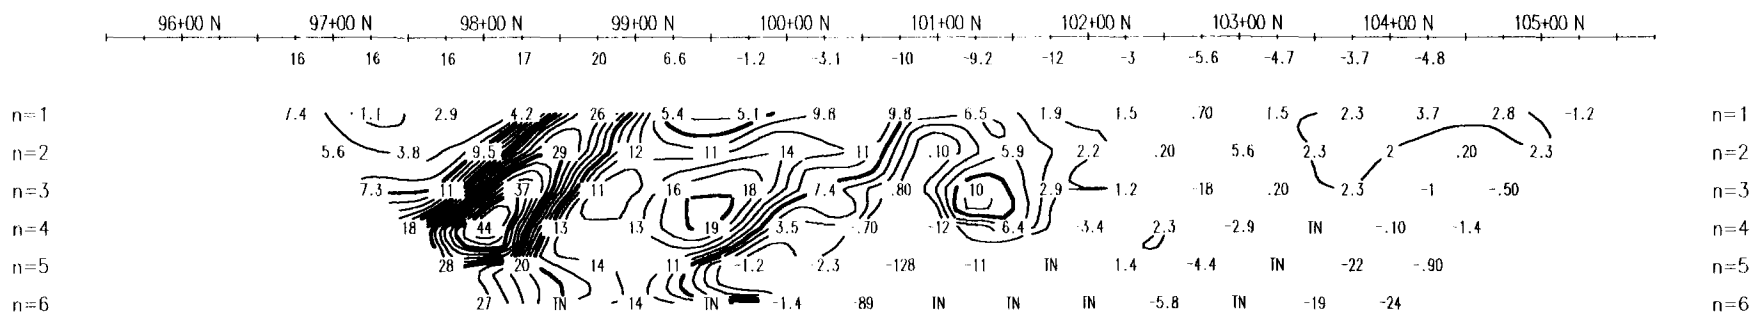 96+00 N 97+00 N 98+00 N 99+00 N 100+00 N 101+00 N 102+00 N 103+00 N 104+00 N 105+00 N
16 16 16 17 20 6.6 -1.2 -3.1 -10 -9.2 -12 -3 -5.6 -4.7 -3.7 -4.8
n=1 7.4 -1.1 2.9 4.2 26 5.4 5.1 9.8 9.8 6.5 1.9 1.5 .70 1.5 2.3 3.7 2.8 -1.2 n=1
n=2 5.6 3.8 9.5 29 12 11 14 11 .10 5.9 2.2 .20 5.6 2.3 2 .20 2.3 n=2
n=3 7.3 11 37 11 16 18 7.4 .80 10 2.9 1.2 -18 .20 2.3 -1 -.50 n=3
n=4 18 44 13 13 19 3.5 -.70 -12 6.4 -3.4 2.3 -2.9 TN -.10 -1.4 n=4
n=5 28 20 14 11 -1.2 -2.3 -128 -11 TN 1.4 -4.4 TN -22 -.90 n=5
n=6 27 TN 14 TN -1.4 -89 TN TN TN -5.8 TN -19 -24 n=6